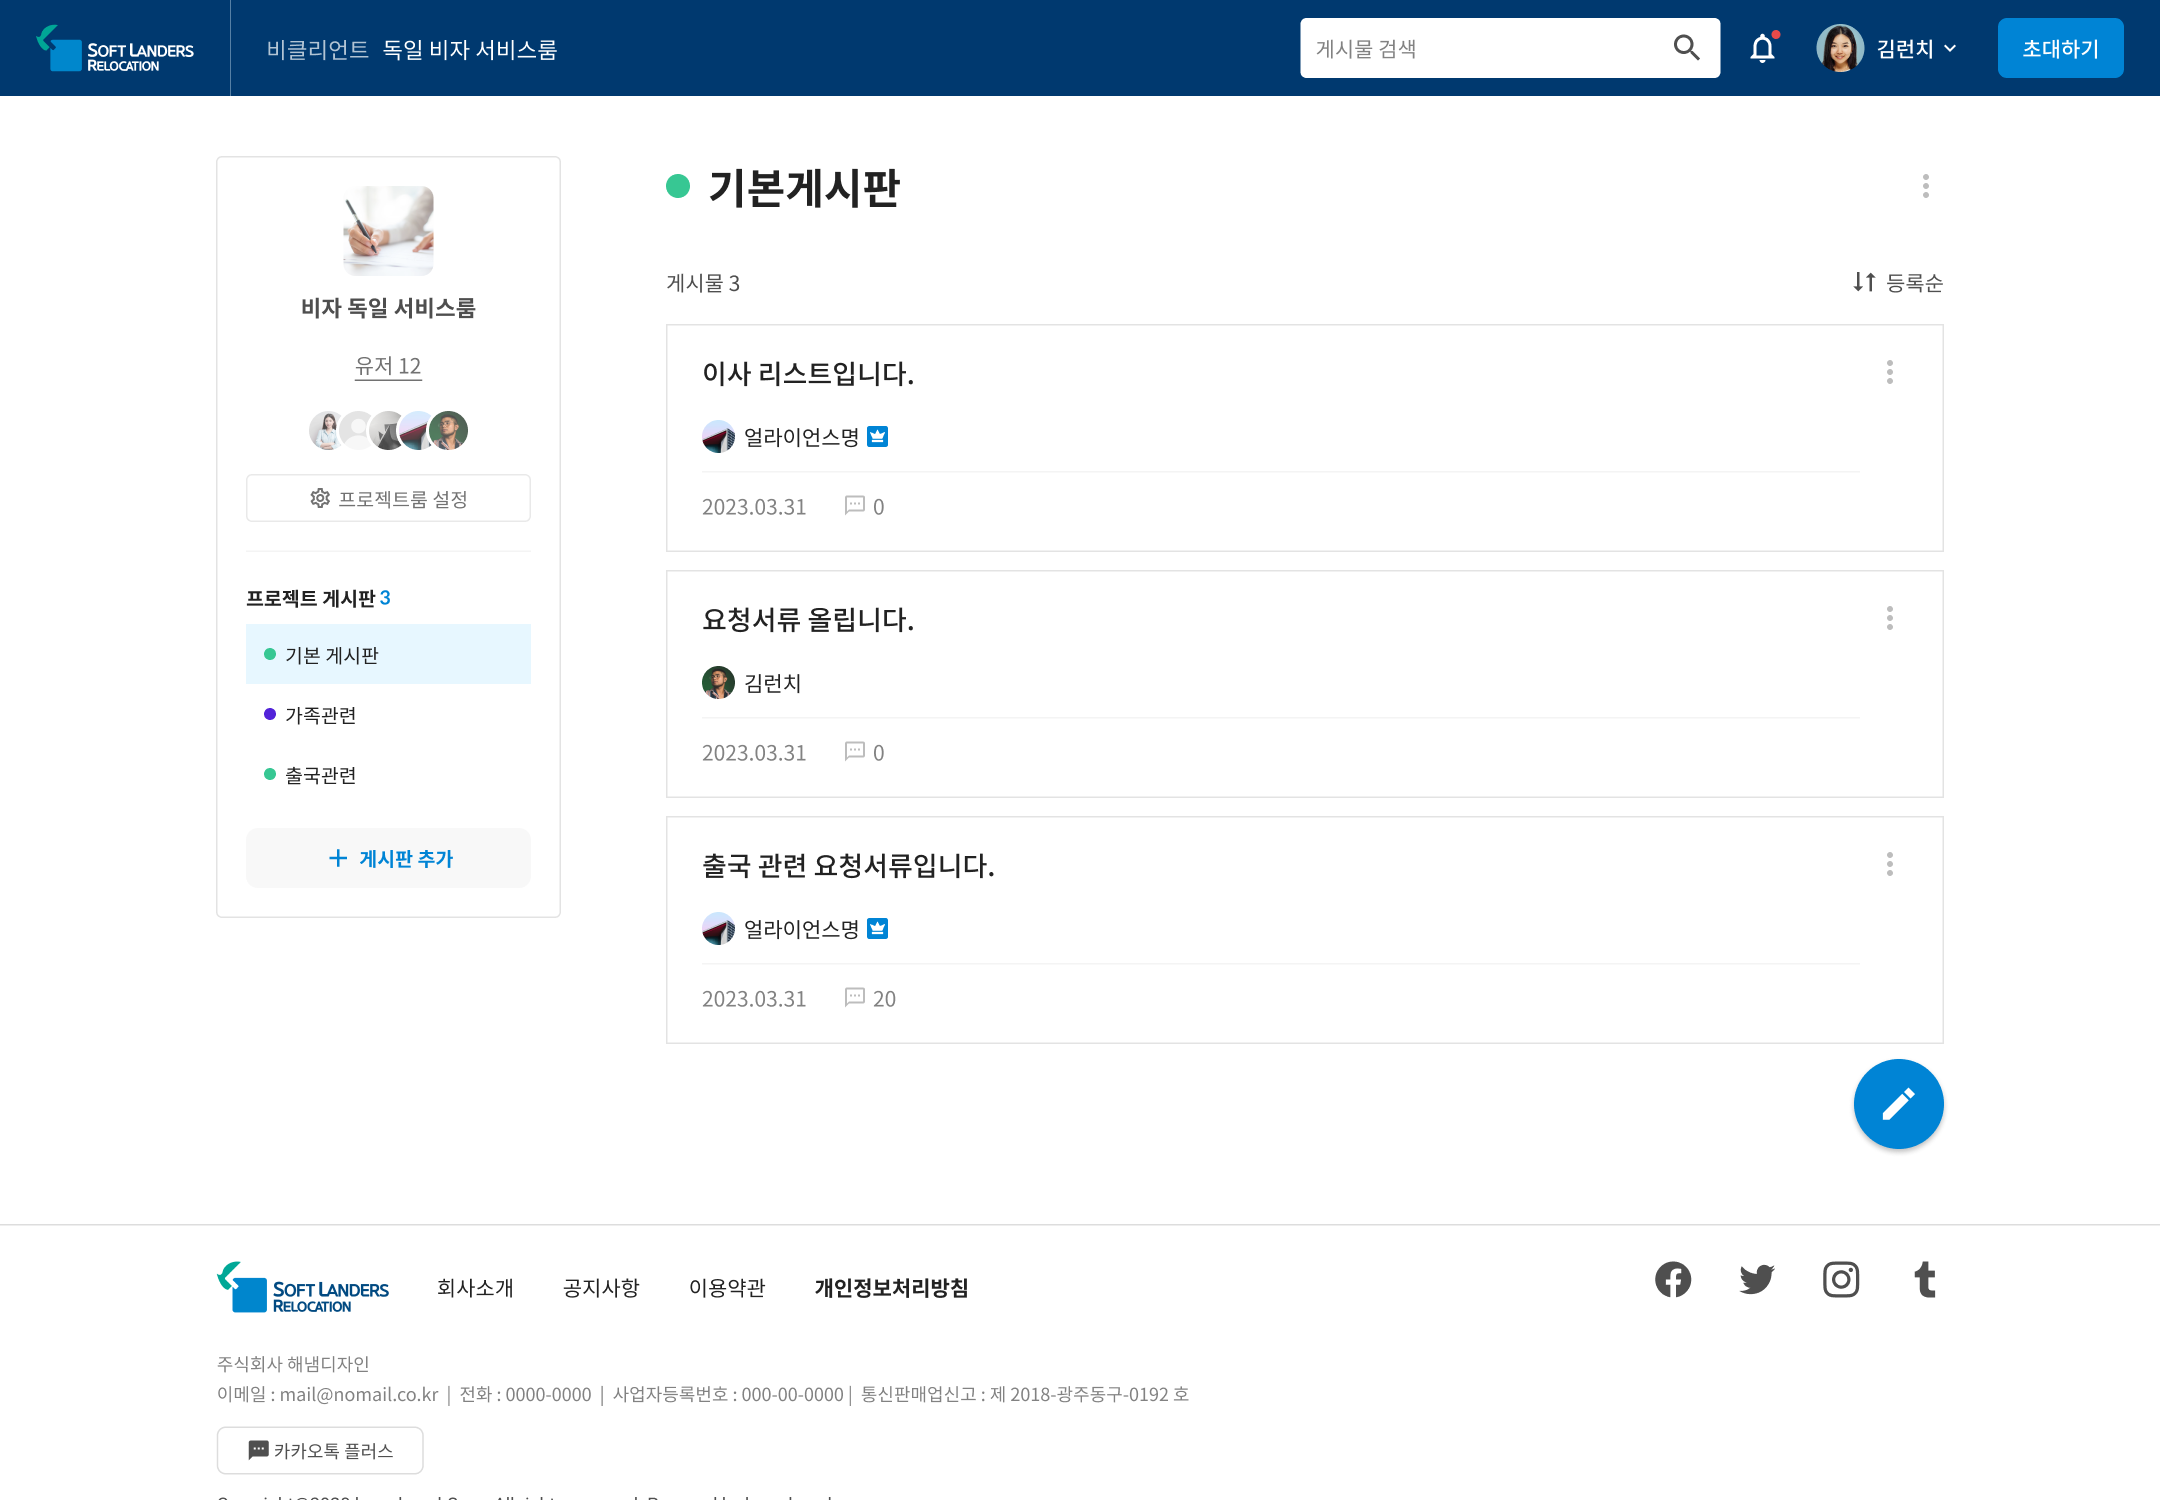 SOFT LANDERS
RELOCATION
비클리언트 독일 비자 서비스룸
게시물 검색
김런치
초대하기
비자 독일 서비스룸
유저 12
프로젝트룸 설정
프로젝트 게시판 3
기본 게시판
가족관련
출국관련
게시판 추가
기본게시판
게시물 3
등록순
이사 리스트입니다.
얼라이언스명
2023.03.31 0
요청서류 올립니다.
김런치
2023.03.31 0
출국 관련 요청서류입니다.
얼라이언스명
2023.03.31 20
SOFT LANDERS
RELOCATION
회사소개 공지사항 이용약관 개인정보처리방침
주식회사 해냄디자인
이메일 : mail@nomail.co.kr | 전화 : 0000-0000 | 사업자등록번호 : 000-00-0000 | 통신판매업신고 : 제 2018-광주동구-0192 호
카카오톡 플러스